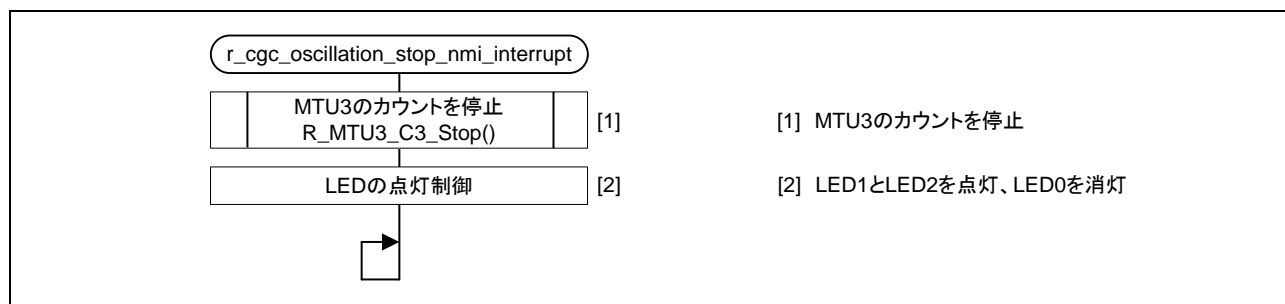 r_cgc_oscillation_stop_nmi_interrupt
MTU3のカウントを停止
R_MTU3_C3_Stop()
[1]
[1] MTU3のカウントを停止
LEDの点灯制御
[2]
[2] LED1とLED2を点灯、LED0を消灯